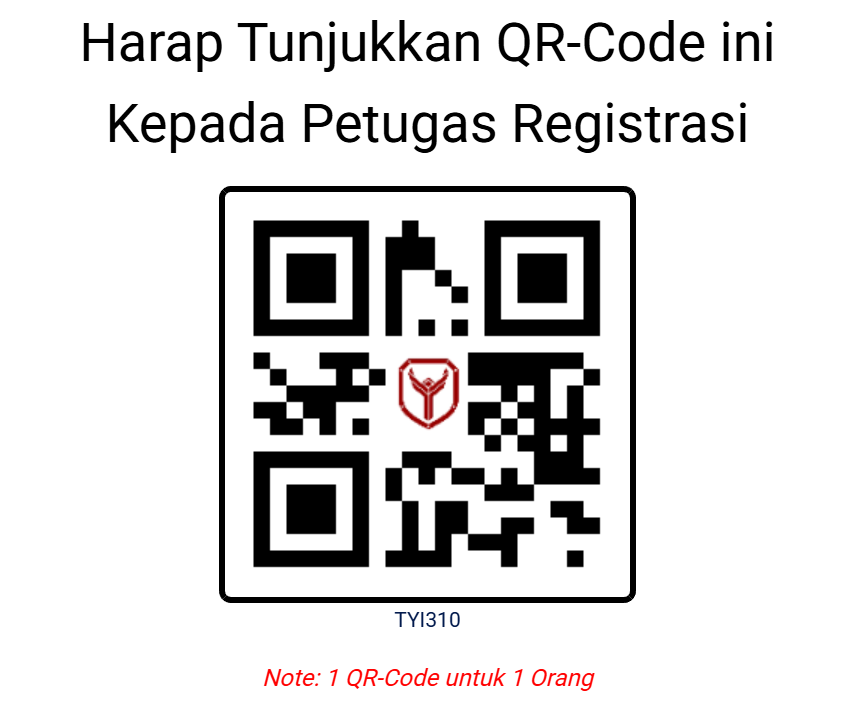 Harap Tunjukkan QR-Code ini
Kepada Petugas Registrasi
TYI310
Note: 1 QR-Code untuk 1 Orang